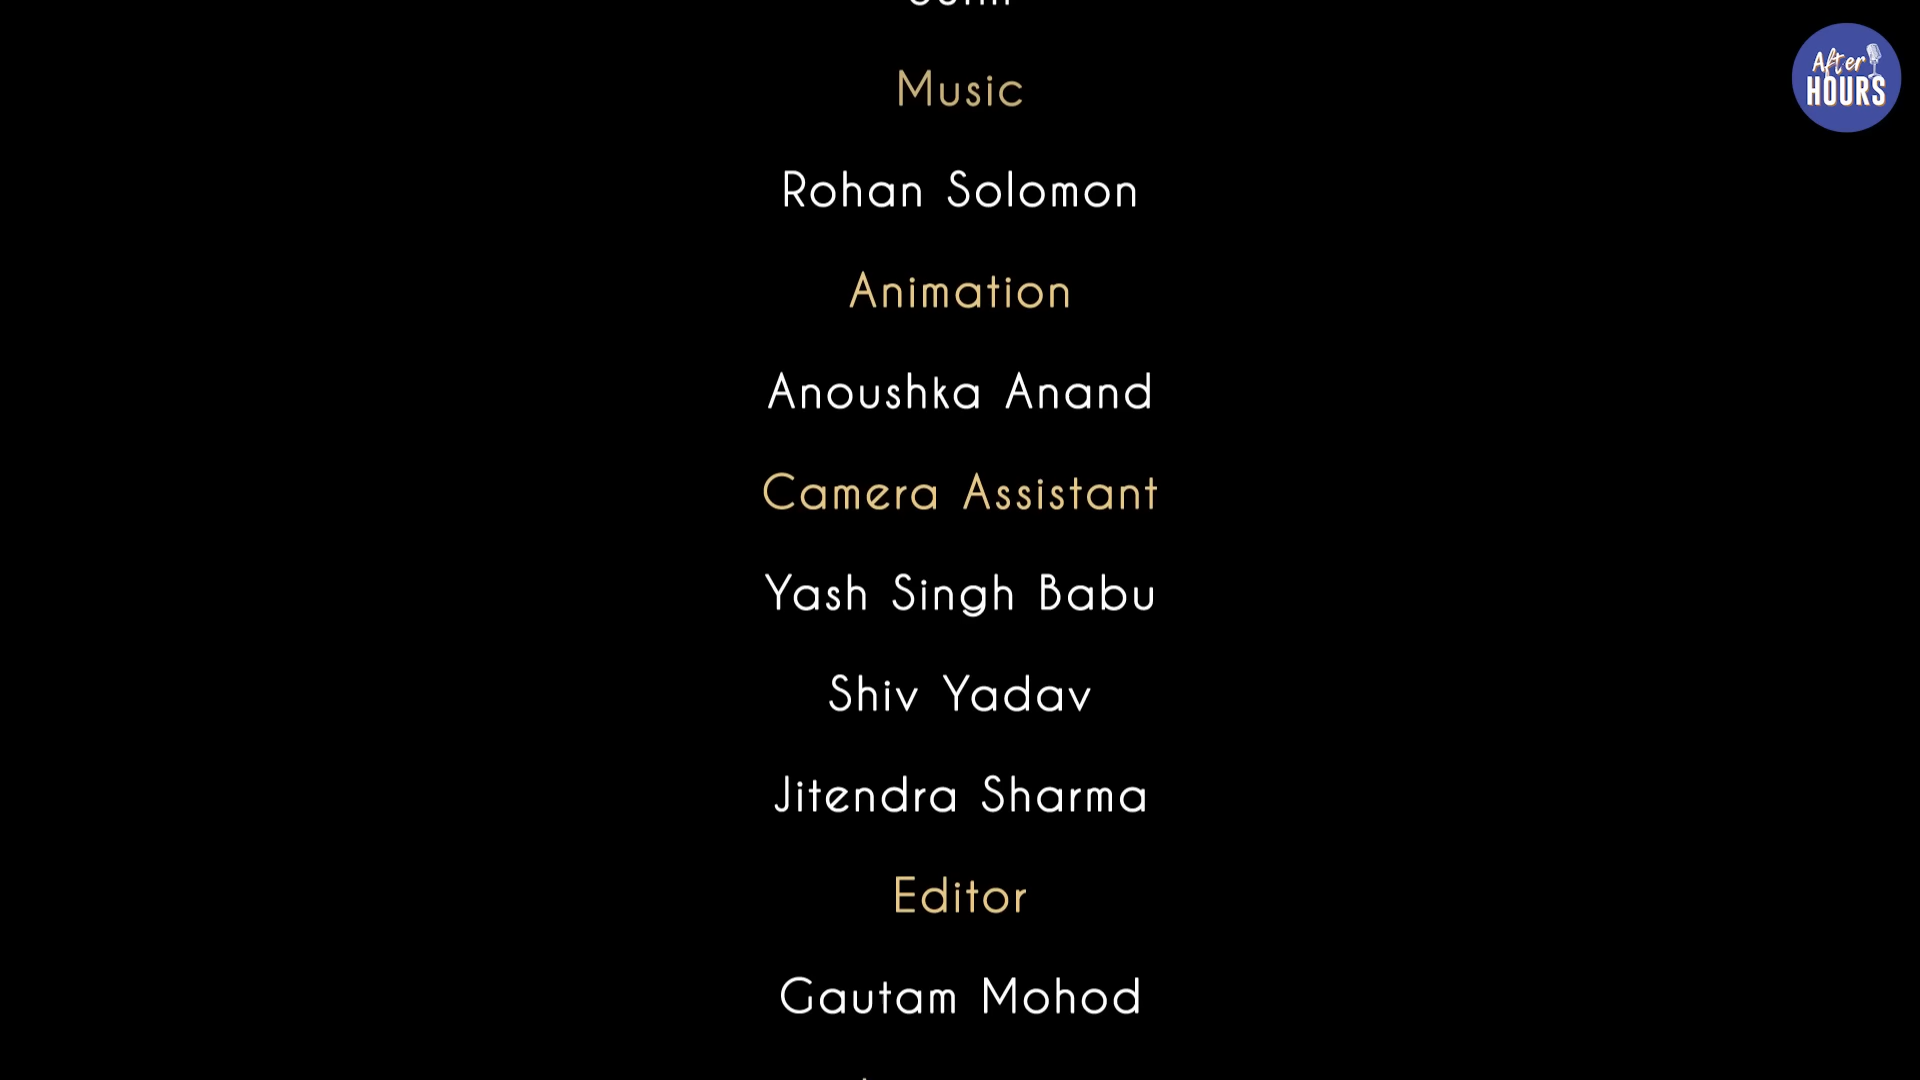 After
HOURS
Music
Rohan Solomon
Animation
Anoushka Anand
Camera Assistant
Yash Singh Babu
Shiv Yadav
Jitendra Sharma
Editor
Gautam Mohod